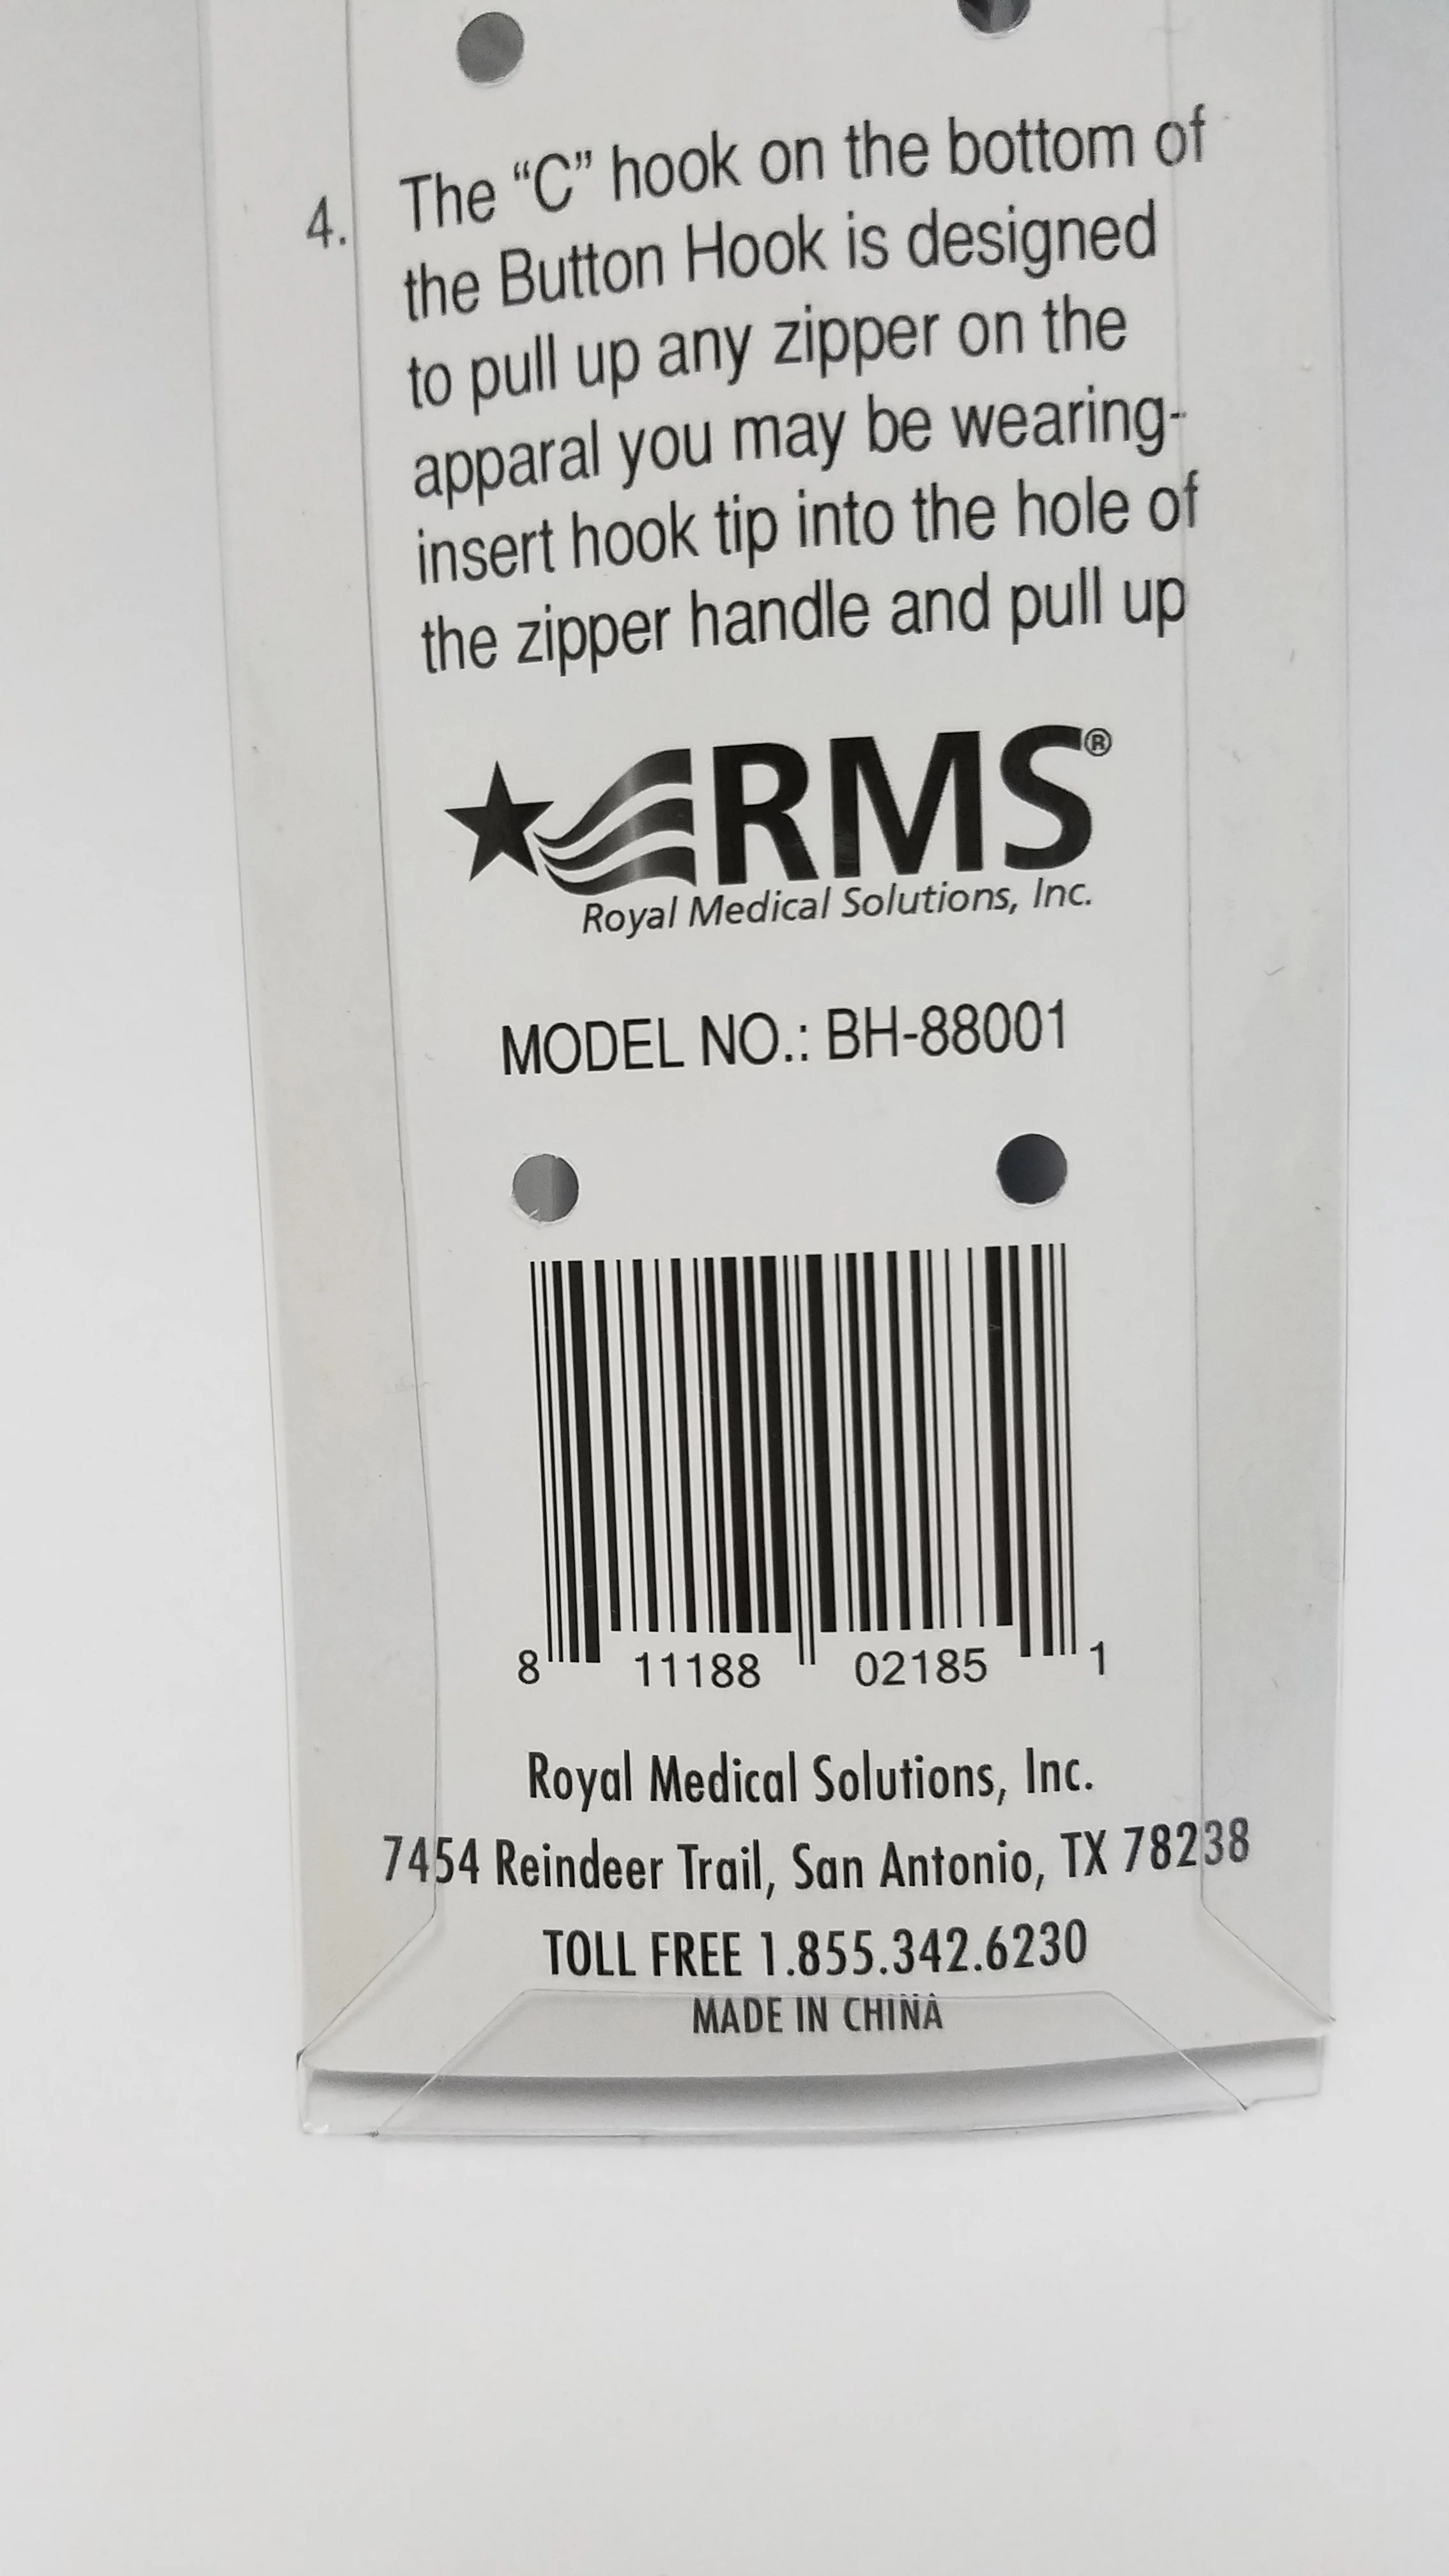 4. The “C” hook on the bottom of
the Button Hook is designed
to pull up any zipper on the
apparal you may be wearing-
insert hook tip into the hole of
the zipper handle and pull up
RMS®
Royal Medical Solutions, Inc.
MODEL NO.: BH-88001
8 11188 02185 1
Royal Medical Solutions, Inc.
7454 Reindeer Trail, San Antonio, TX 78238
TOLL FREE 1.855.342.6230
MADE IN CHINA